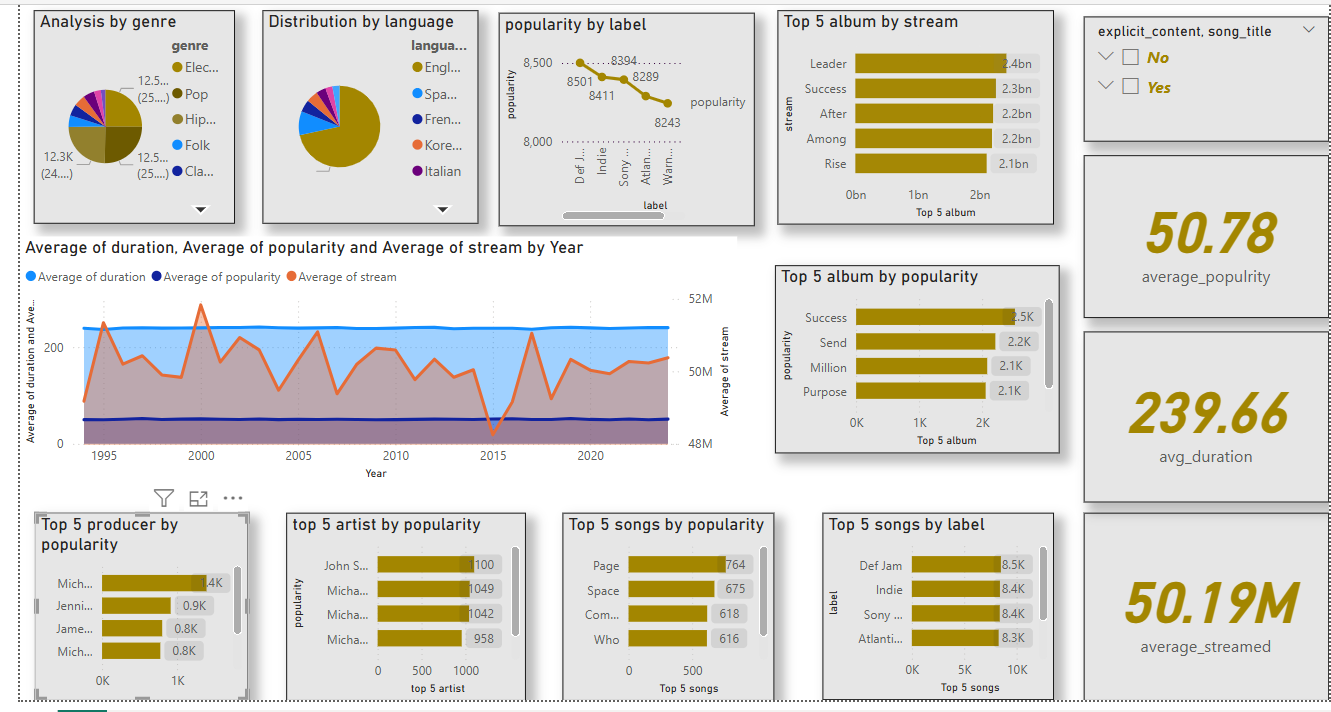 Analysis by genre
genre
Elec...
Pop
Hip...
Folk
Cla...
12.5...
(25....)
12.5...
(25....)
12.3K
(24....)
Distribution by language
langua...
Engl...
Spa...
Fren...
Kore...
Italian
popularity by label
popularity
8,500
8,000
8501
8411
8394
8289
8243
popularity
Def J...
Indie
Sony ...
Atlan...
Warn...
label
Top 5 album by stream
stream
Leader 2.4bn
Success 2.3bn
After 2.2bn
Among 2.2bn
Rise 2.1bn
0bn 1bn 2bn
Top 5 album
explicit_content, song_title
No
Yes
50.78
average_populrity
Average of duration, Average of popularity and Average of stream by Year
Average of duration Average of popularity Average of stream
Average of duration and Ave...
200
0
52M
50M
48M
Average of stream
1995 2000 2005 2010 2015 2020
Year
Top 5 album by popularity
popularity
Success 2.5K
Send 2.2K
Million 2.1K
Purpose 2.1K
0K 1K 2K
Top 5 album
239.66
avg_duration
Top 5 producer by
popularity
Mich... 1.4K
Jenni... 0.9K
Jame... 0.8K
Mich... 0.8K
0K 1K
top 5 artist by popularity
popularity
John S... 1100
Micha... 1049
Micha... 1042
Micha... 958
0 500 1000
top 5 artist
Top 5 songs by popularity
Page 764
Space 675
Com... 618
Who 616
0 500
Top 5 songs
Top 5 songs by label
label
Def Jam 8.5K
Indie 8.4K
Sony ... 8.4K
Atlanti... 8.3K
0K 5K 10K
Top 5 songs
50.19M
average_streamed